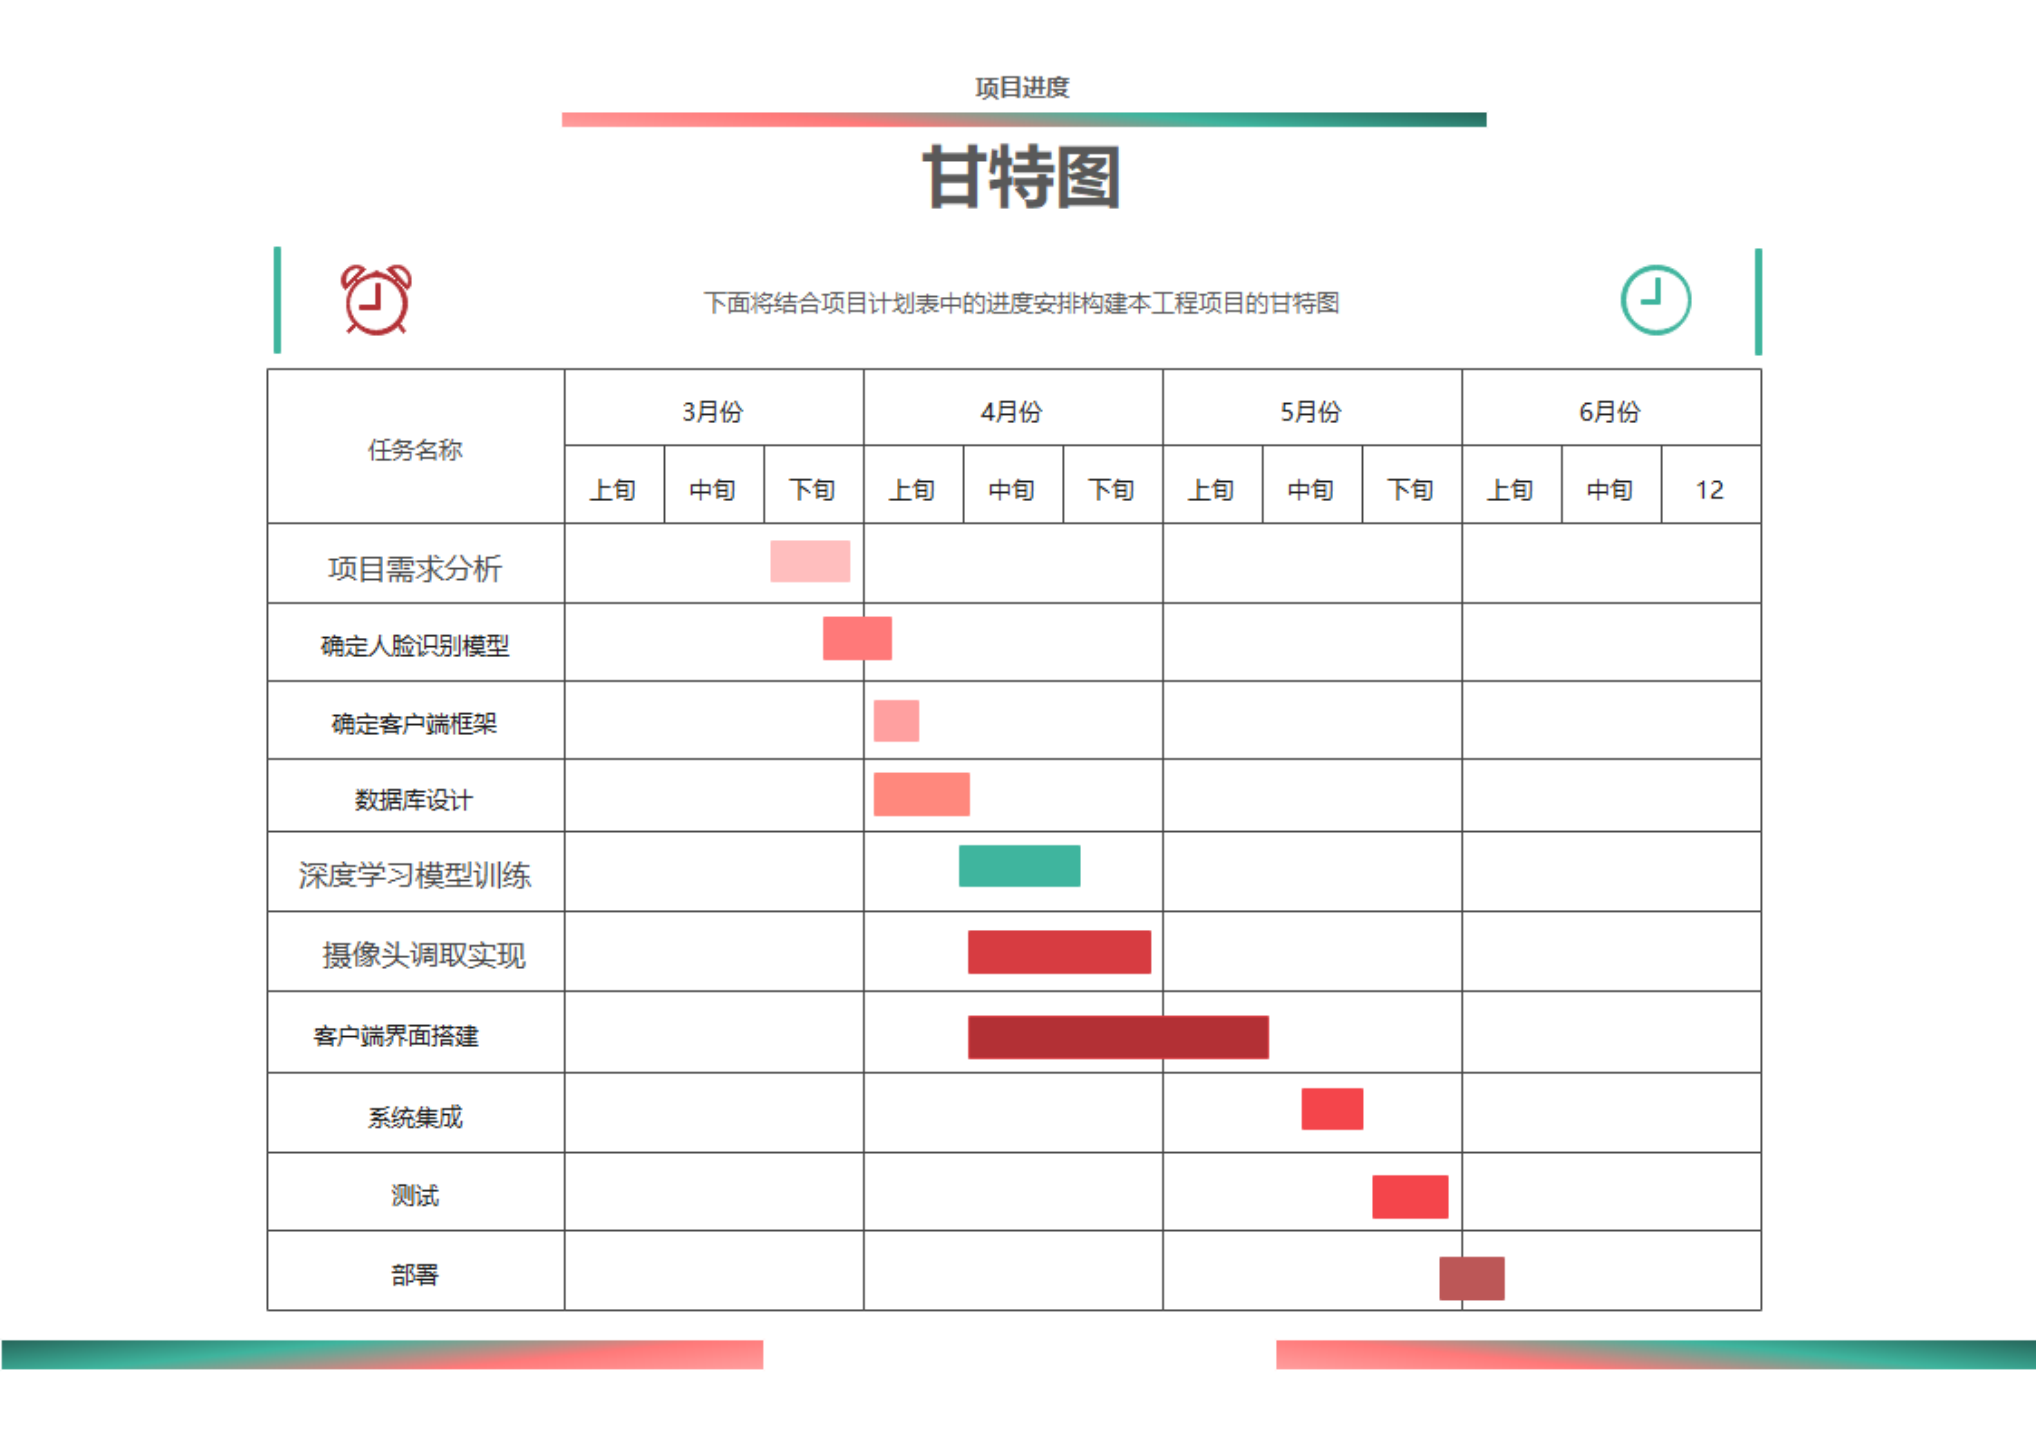 项目进度
甘特图
下面将结合项目计划表中的进度安排构建本工程项目的甘特图
任务名称 3月份 4月份 5月份 6月份
上旬 中旬 下旬 上旬 中旬 下旬 上旬 中旬 下旬 上旬 中旬 12
项目需求分析
确定人脸识别模型
确定客户端框架
数据库设计
深度学习模型训练
摄像头调取实现
客户端界面搭建
系统集成
测试
部署